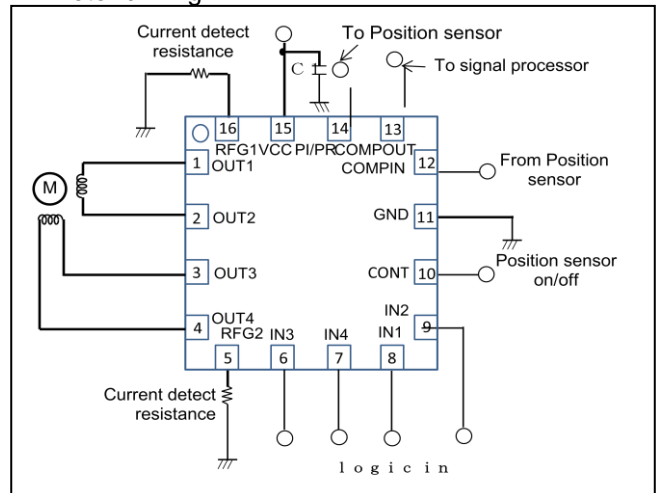 Current detect
resistance
To Position sensor
C1
To signal processor
16
15
14
13
RFG1 VCC PI/PR COMPOUT
COMPIN
12
From Position
sensor
1
OUT1
M
2
OUT2
GND
11
3
OUT3
CONT
10
Position sensor
on/off
4
OUT4
RFG2
IN3
IN4
IN2
IN1
9
5
6
7
8
Current detect
resistance
logic in